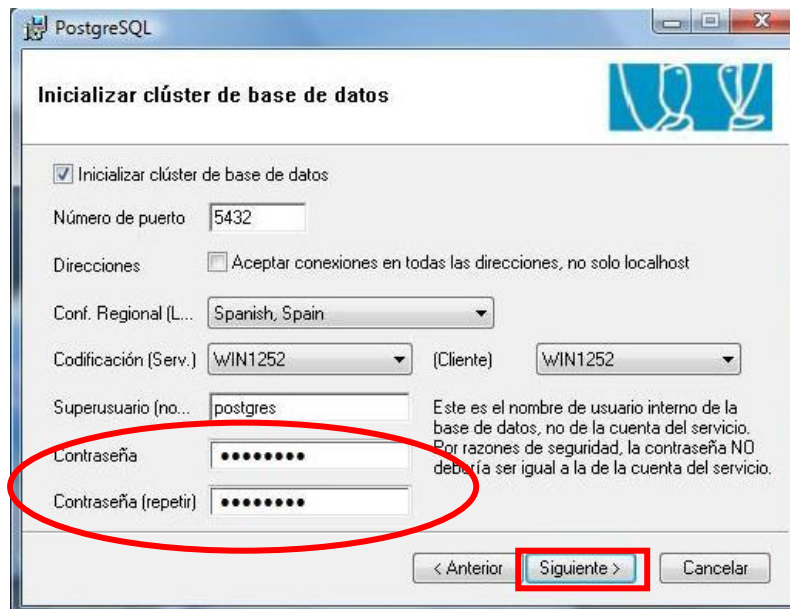 PostgreSQL
Inicializar clúster de base de datos
Inicializar clúster de base de datos
Número de puerto 5432
Direcciones Aceptar conexiones en todas las direcciones, no solo localhost
Conf. Regional (L... Spanish, Spain
Codificación (Serv.) WIN1252 (Cliente) WIN1252
Superusuario (no... postgres
Este es el nombre de usuario interno de la
base de datos, no de la cuenta del servicio.
Por razones de seguridad, la contraseña NO
debería ser igual a la de la cuenta del servicio.
Contraseña ••••••••
Contraseña (repetir) ••••••••
< Anterior Siguiente > Cancelar